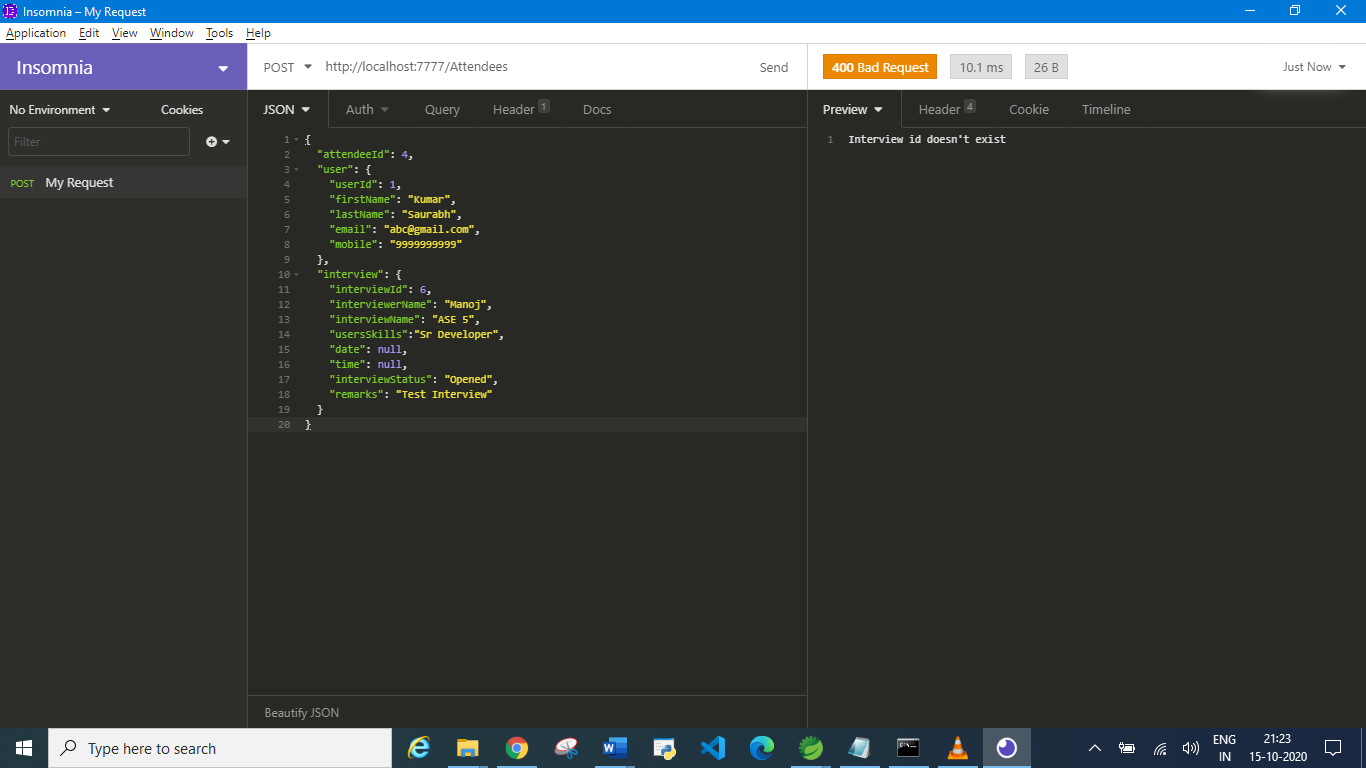 Insomnia – My Request
Application Edit View Window Tools Help
Insomnia
POST http://localhost:7777/Attendees Send
400 Bad Request 10.1 ms 26 B Just Now
No Environment Cookies
JSON Auth Query Header 1 Docs
Preview Header 4 Cookie Timeline
Filter
POST My Request
1 {
2 "attendeeId": 4,
3 "user": {
4 "userId": 1,
5 "firstName": "Kumar",
6 "lastName": "Saurabh",
7 "email": "abc@gmail.com",
8 "mobile": "9999999999"
9 },
10 "interview": {
11 "interviewId": 6,
12 "interviewerName": "Manoj",
13 "interviewName": "ASE 5",
14 "usersSkills":"Sr Developer",
15 "date": null,
16 "time": null,
17 "interviewStatus": "Opened",
18 "remarks": "Test Interview"
19 }
20 }
1 Interview id doesn't exist
Beautify JSON
Type here to search
ENG
IN
21:23
15-10-2020